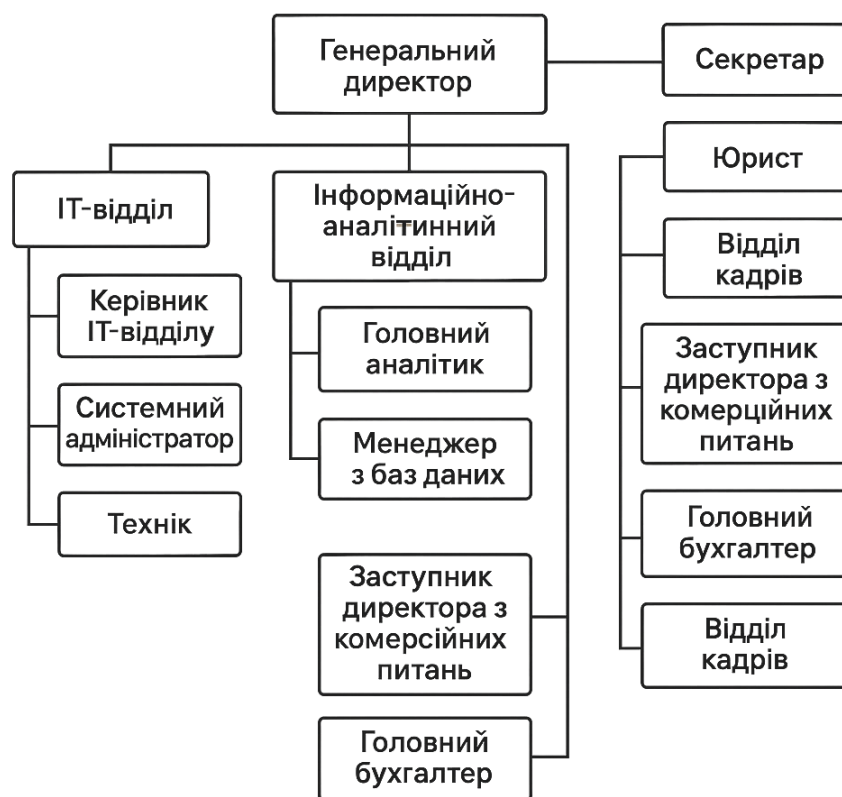 Генеральний
директор
Секретар
Юрист
ІТ-відділ
Інформаційно-
аналітинний
відділ
Відділ
кадрів
Керівник
ІТ-відділу
Головний
аналітик
Заступник
директора з
комерційних
питань
Системний
адміністратор
Менеджер
з баз даних
Технік
Головний
бухгалтер
Заступник
директора з
комерсійних
питань
Відділ
кадрів
Головний
бухгалтер